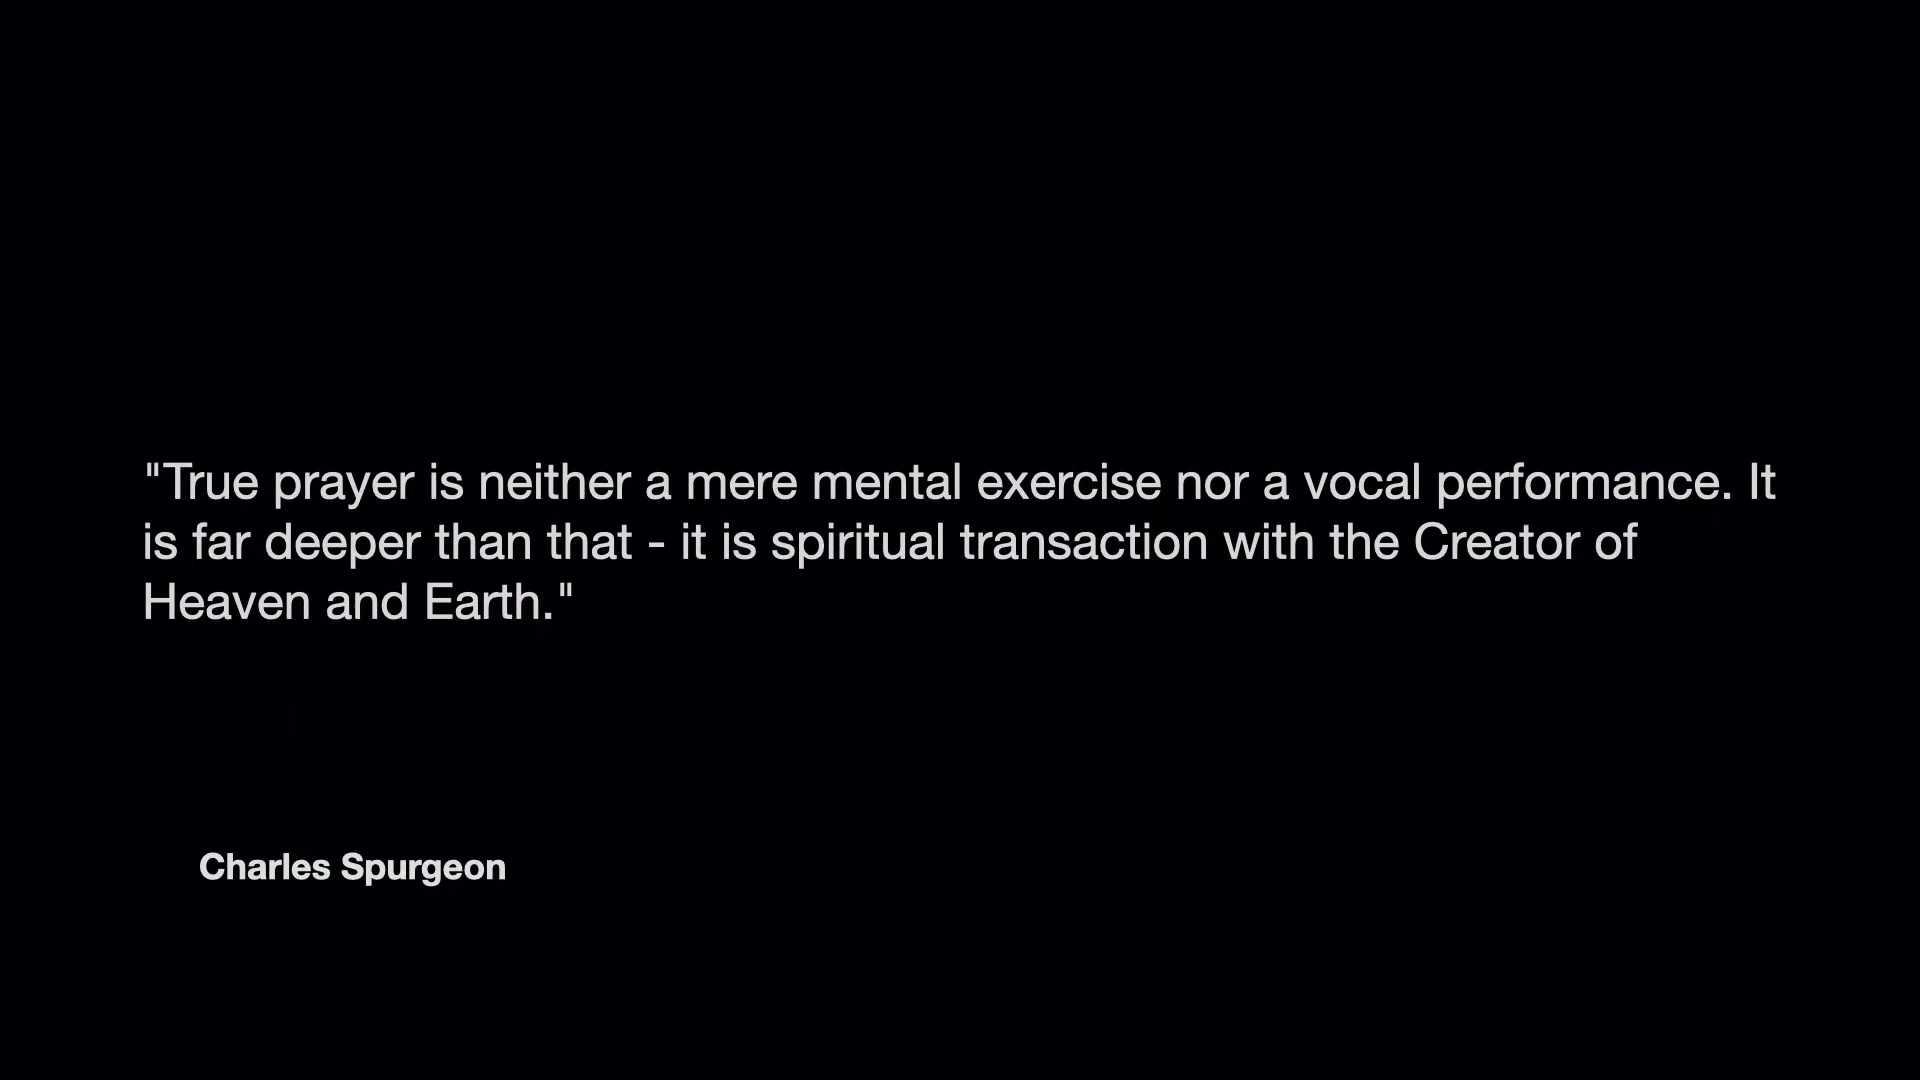 "True prayer is neither a mere mental exercise nor a vocal performance. It
is far deeper than that - it is spiritual transaction with the Creator of
Heaven and Earth."
Charles Spurgeon